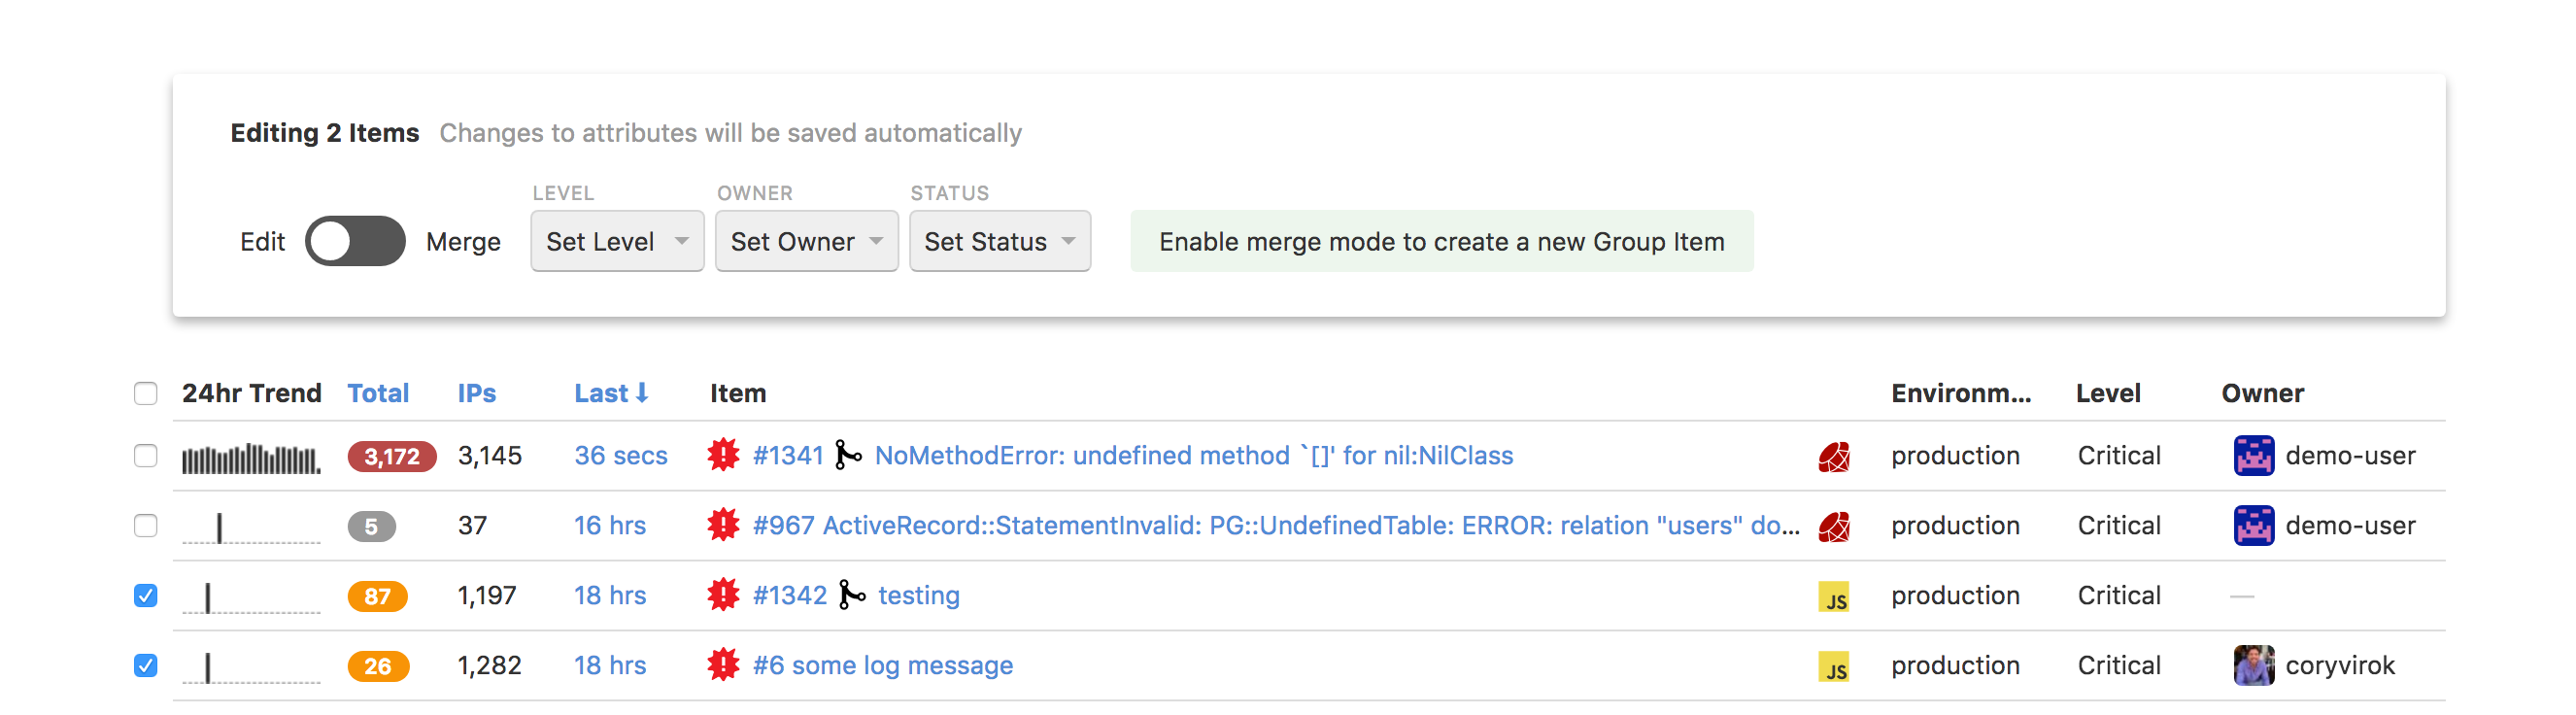 Editing 2 Items Changes to attributes will be saved automatically
LEVEL OWNER STATUS
Edit Merge Set Level Set Owner Set Status Enable merge mode to create a new Group Item
24hr Trend Total IPs Last ↓ Item Environm... Level Owner
3,172 3,145 36 secs #1341 NoMethodError: undefined method `[]' for nil:NilClass production Critical demo-user
5 37 16 hrs #967 ActiveRecord::StatementInvalid: PG::UndefinedTable: ERROR: relation "users" do... production Critical demo-user
87 1,197 18 hrs #1342 testing JS production Critical —
26 1,282 18 hrs #6 some log message JS production Critical coryvirok